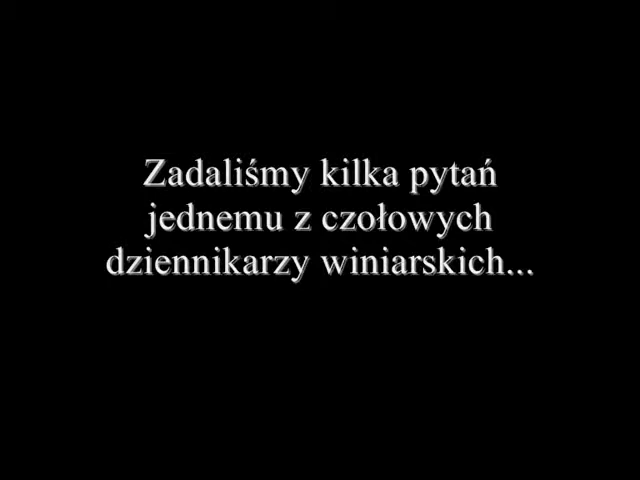 Zadaliśmy kilka pytań
jednemu z czołowych
dziennikarzy winiarskich...